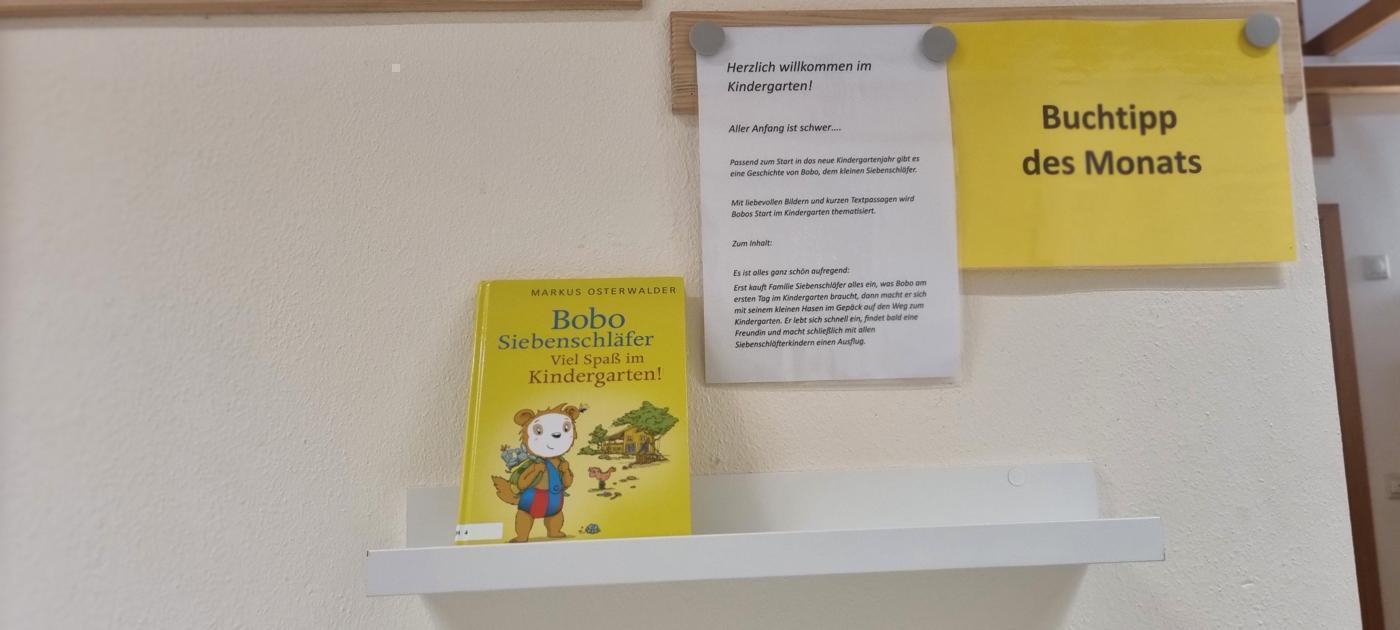 Herzlich willkommen im
Kindergarten!
Aller Anfang ist schwer....
Passend zum Start in das neue Kindergartenjahr gibt es
eine Geschichte von Bobo, dem kleinen Siebenschläfer.
Mit liebevollen Bildern und kurzen Textpassagen wird
Bobos Start im Kindergarten thematisiert.
Zum Inhalt:
Es ist alles ganz schön aufregend:
Erst kauft Familie Siebenschläfer alles ein, was Bobo am
ersten Tag im Kindergarten braucht, dann macht er sich
mit seinem kleinen Hasen im Gepäck auf den Weg zum
Kindergarten. Er lebt sich schnell ein, findet bald eine
Freundin und macht schließlich mit allen
Siebenschläfterkindern einen Ausflug.
Buchtipp
des Monats
MARKUS OSTERWALDER
Bobo
Siebenschläfer
Viel Spaß im
Kindergarten!